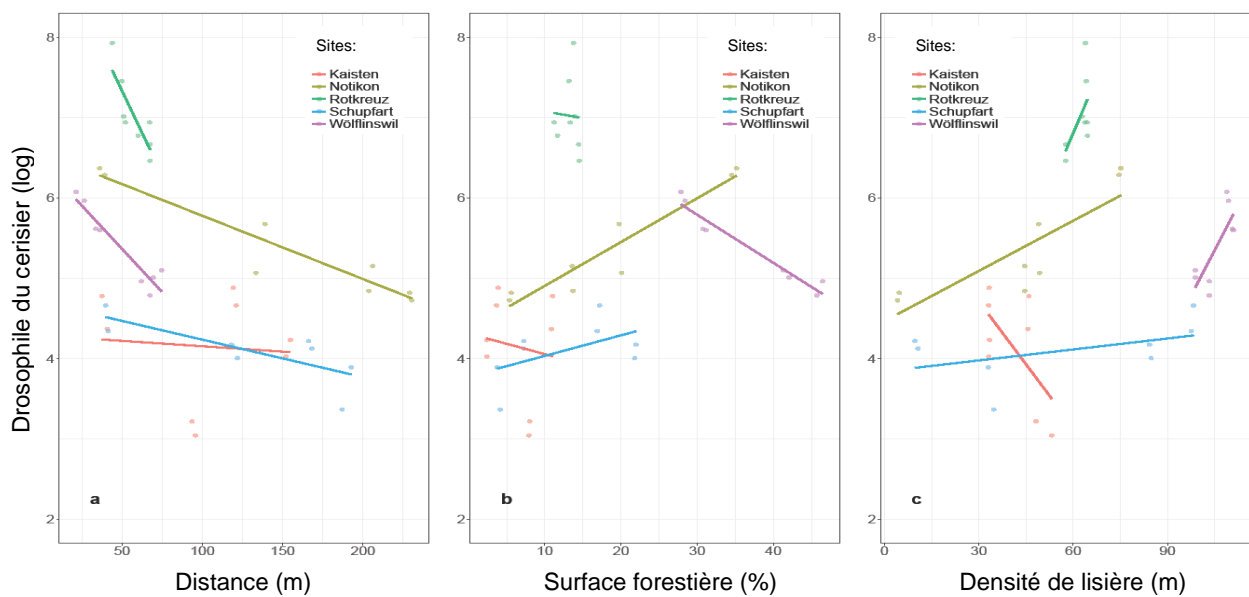 Drosophile du cerisier (log)
8
6
4
2
Sites:
Kaisten
Notikon
Rotkreuz
Schupfart
Wölflinswil
a
50
100
150
200
Distance (m)
8
6
4
2
Sites:
Kaisten
Notikon
Rotkreuz
Schupfart
Wölflinswil
b
10
20
30
40
Surface forestière (%)
8
6
4
2
Sites:
Kaisten
Notikon
Rotkreuz
Schupfart
Wölflinswil
c
0
30
60
90
Densité de lisière (m)